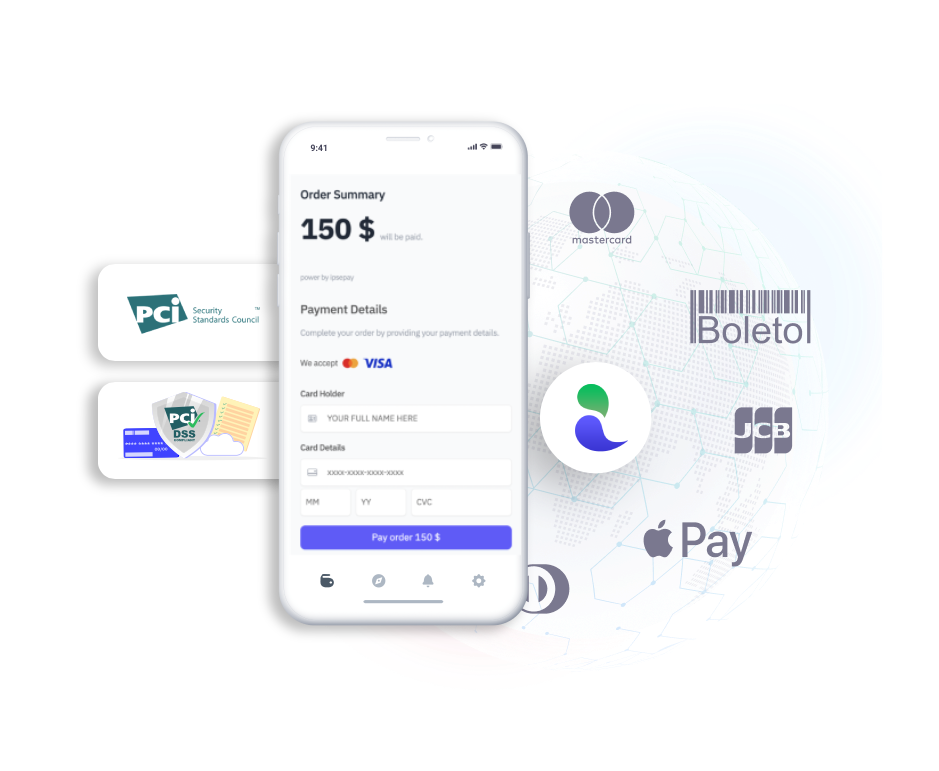 9:41
Order Summary
150 $ will be paid.
power by ipsepay
Payment Details
Complete your order by providing your payment details.
We accept VISA
Card Holder
YOUR FULL NAME HERE
Card Details
xxxx-xxxx-xxxx-xxxx
MM YY CVC
Pay order 150 $
PCi Security
Standards Council ™
PCi
DSS
COMPLIANT
mastercard
Boleto
JCB
Pay